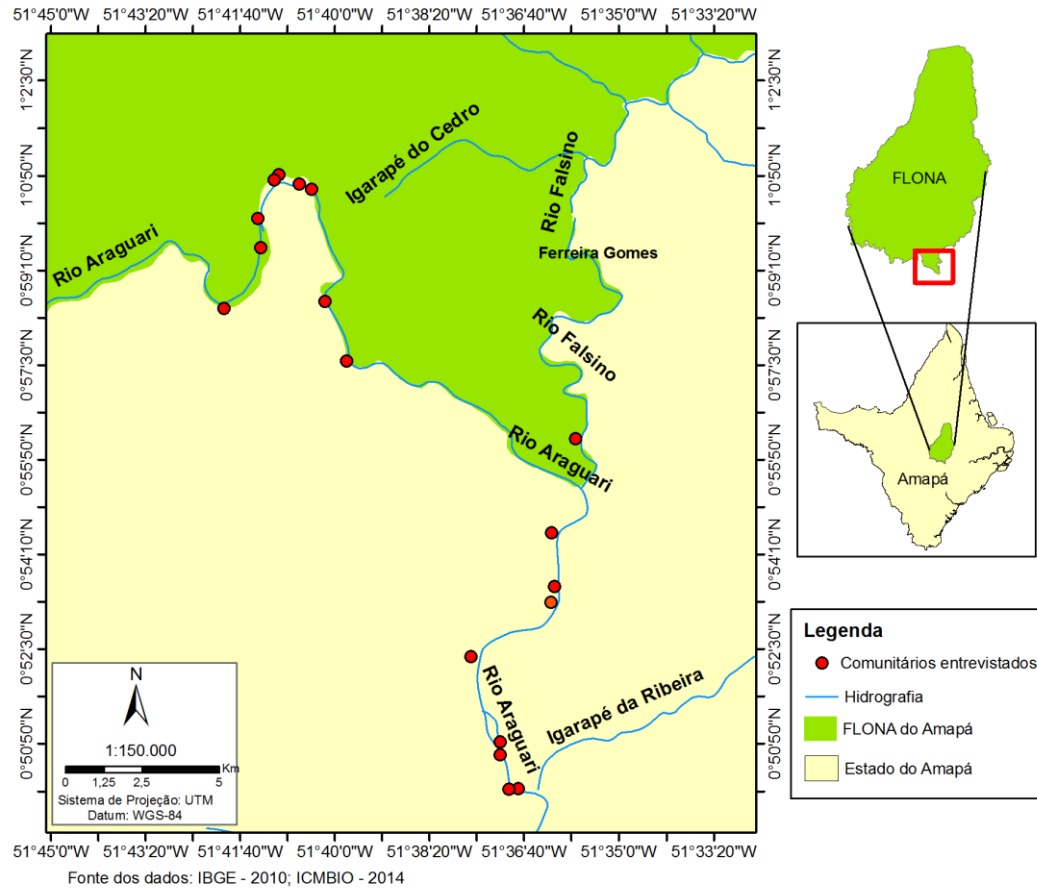 51°45'0"W 51°43'20"W 51°41'40"W 51°40'0"W 51°36'40"W 51°35'0"W 51°33'20"W
1°2'30"N
1°2'30"N
1°0'50"N
1°0'50"N
0°59'10"N
0°59'10"N
0°57'30"N
0°57'30"N
0°55'50"N
0°55'50"N
0°54'10"N
0°54'10"N
0°52'30"N
0°52'30"N
0°50'50"N
0°50'50"N
Igarapé do Cedro
Rio Falsino
Rio Araguari
Ferreira Gomes
Rio Falsino
Rio Araguari
Rio Araguari
Igarapé da Ribeira
N
1:150.000
0 1,25 2,5 5
Km
Sistema de Projeção: UTM
Datum: WGS-84
51°45'0"W 51°43'20"W 51°41'40"W 51°40'0"W 51°36'40"W 51°35'0"W 51°33'20"W
Fonte dos dados: IBGE - 2010; ICMBIO - 2014
FLONA
Amapá
Legenda
Comunitários entrevistados
Hidrografia
FLONA do Amapá
Estado do Amapá